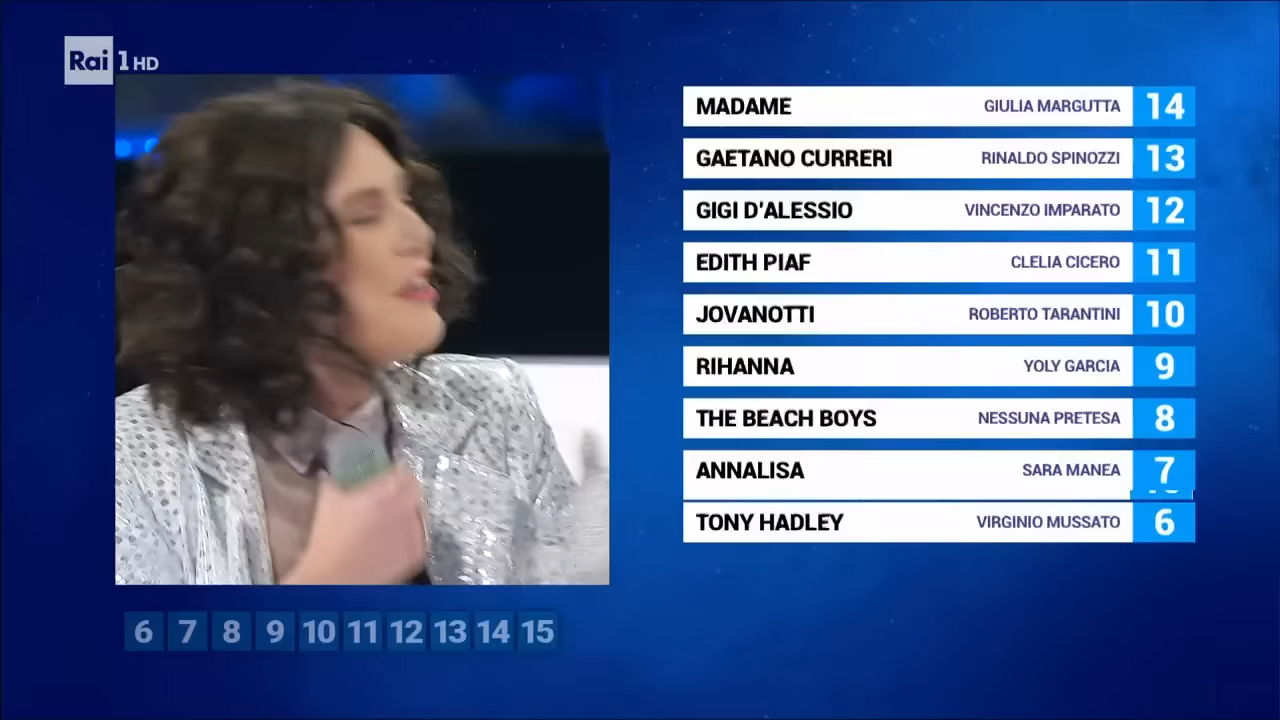 Rai 1 HD
MADAME GIULIA MARGUTTA 14
GAETANO CURRERI RINALDO SPINOZZI 13
GIGI D'ALESSIO VINCENZO IMPARATO 12
EDITH PIAF CLELIA CICERO 11
JOVANOTTI ROBERTO TARANTINI 10
RIHANNA YOLY GARCIA 9
THE BEACH BOYS NESSUNA PRETESA 8
ANNALISA SARA MANEA 7
TONY HADLEY VIRGINIO MUSSATO 6
6 7 8 9 10 11 12 13 14 15